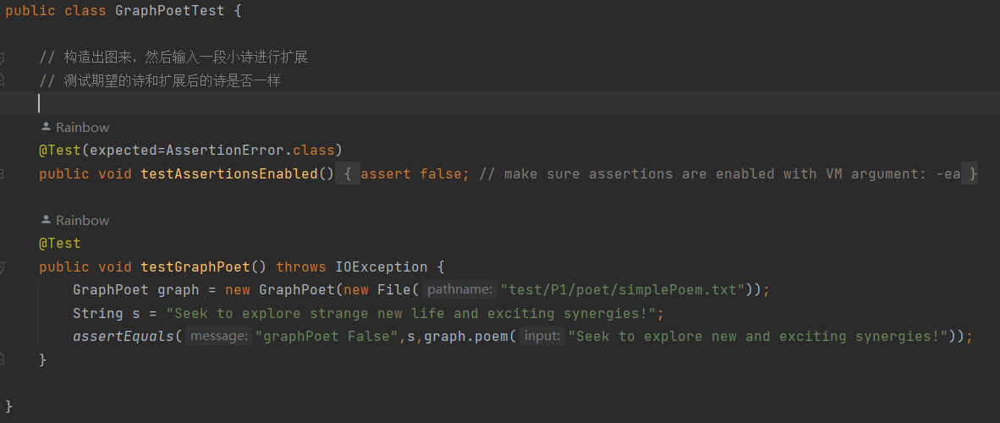 public class GraphPoetTest {
// 构造出图来，然后输入一段小诗进行扩展
// 测试期望的诗和扩展后的诗是否一样
Rainbow
@Test(expected=AssertionError.class)
public void testAssertionsEnabled() { assert false; // make sure assertions are enabled with VM argument: -ea }
Rainbow
@Test
public void testGraphPoet() throws IOException {
GraphPoet graph = new GraphPoet(new File( pathname: "test/P1/poet/simplePoem.txt"));
String s = "Seek to explore strange new life and exciting synergies!";
assertEquals( message: "graphPoet False",s,graph.poem( input: "Seek to explore new and exciting synergies!"));
}
}